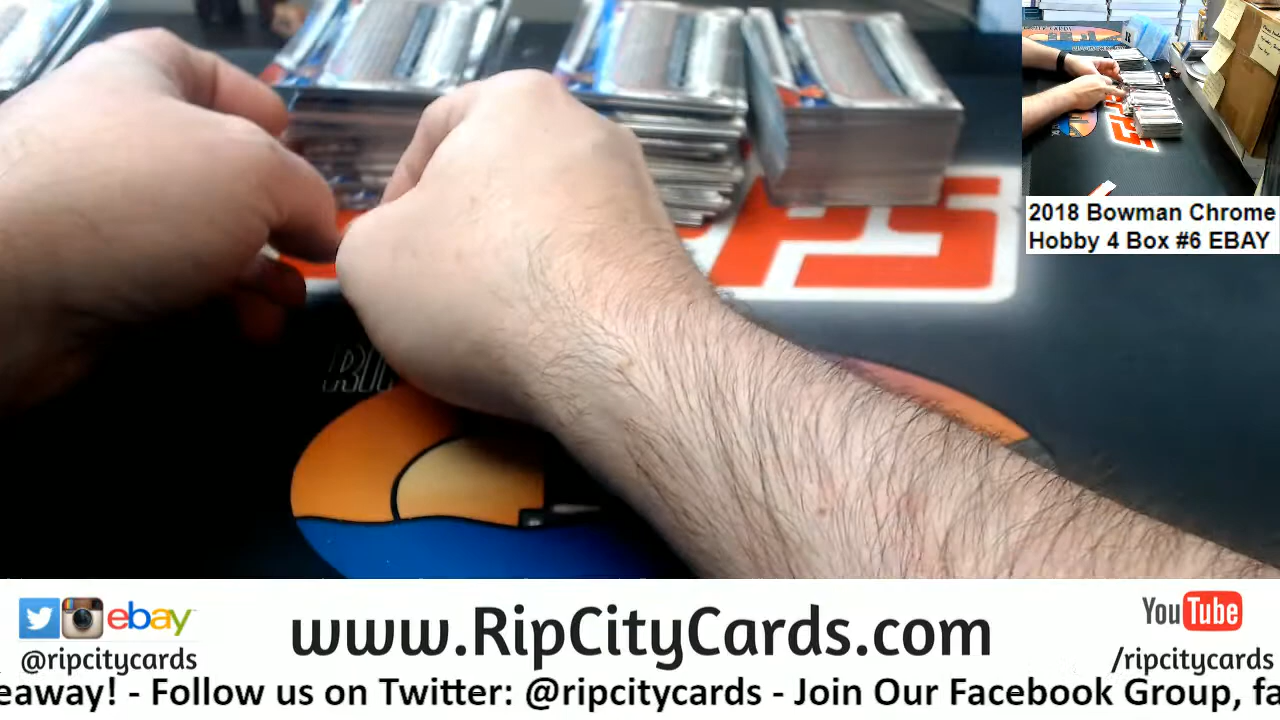 2018 Bowman Chrome
Hobby 4 Box #6 EBAY
RI
ebay
@ripcitycards
www.RipCityCards.com
YouTube
/ripcitycards
eaway! - Follow us on Twitter: @ripcitycards - Join Our Facebook Group, fa